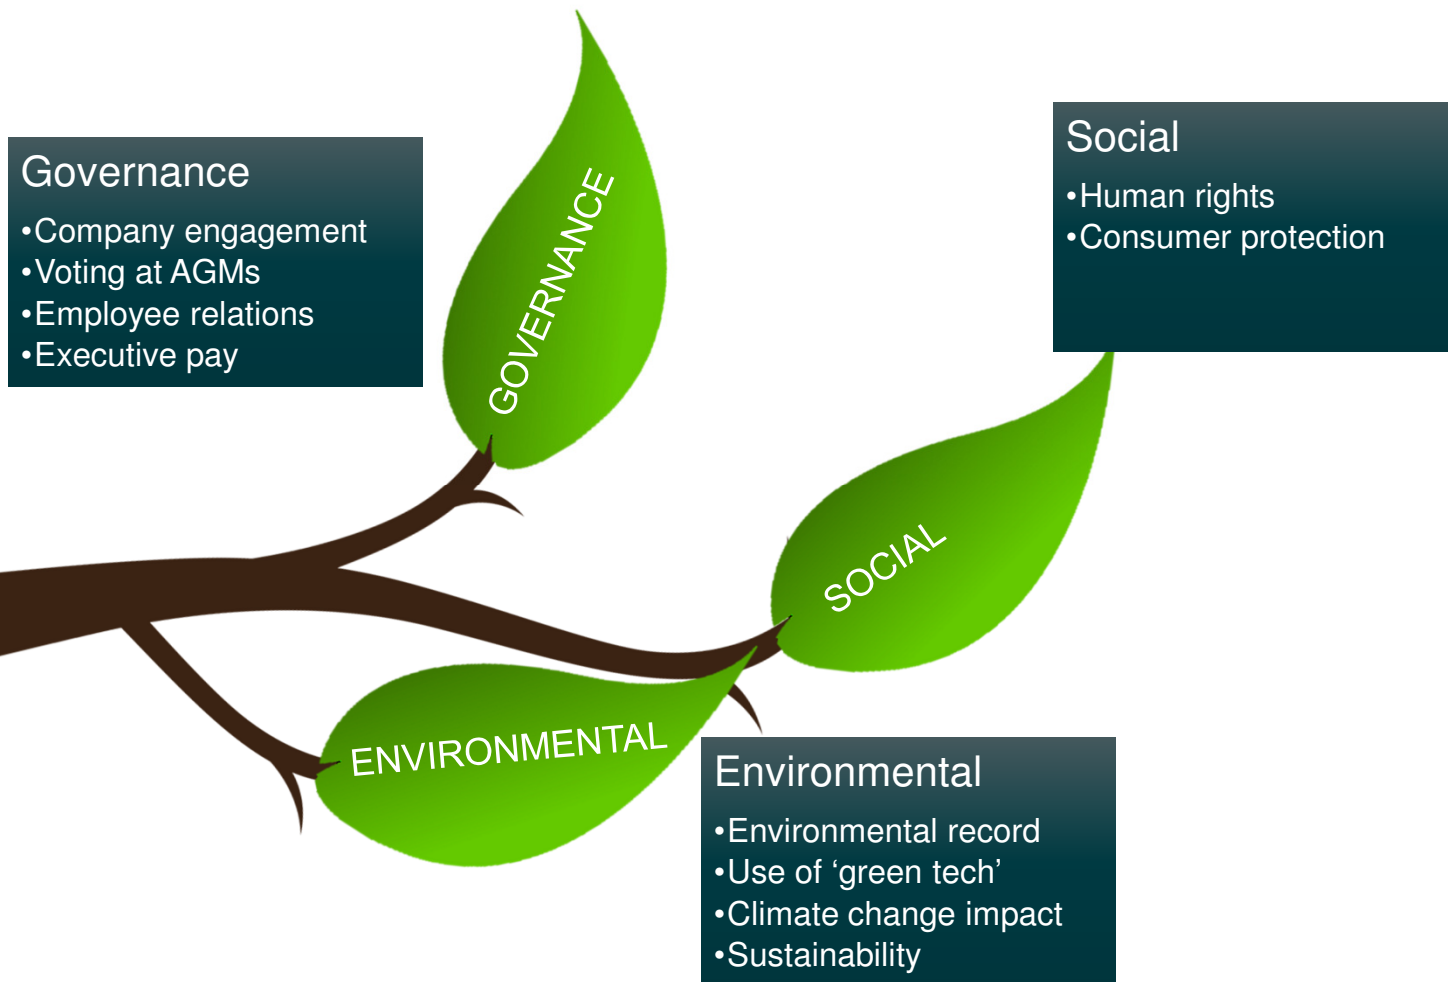 Governance
•Company engagement
•Voting at AGMs
•Employee relations
•Executive pay
GOVERNANCE
Social
•Human rights
•Consumer protection
SOCIAL
ENVIRONMENTAL
Environmental
•Environmental record
•Use of ‘green tech’
•Climate change impact
•Sustainability